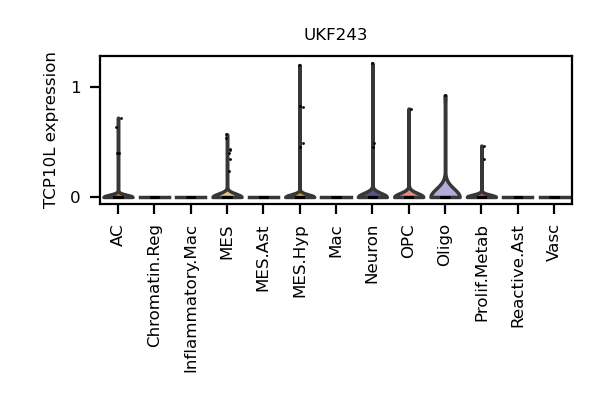 UKF243
TCP10L expression
1
0
AC
Chromatin.Reg
Inflammatory.Mac
MES
MES.Ast
MES.Hyp
Mac
Neuron
OPC
Oligo
Prolif.Metab
Reactive.Ast
Vasc